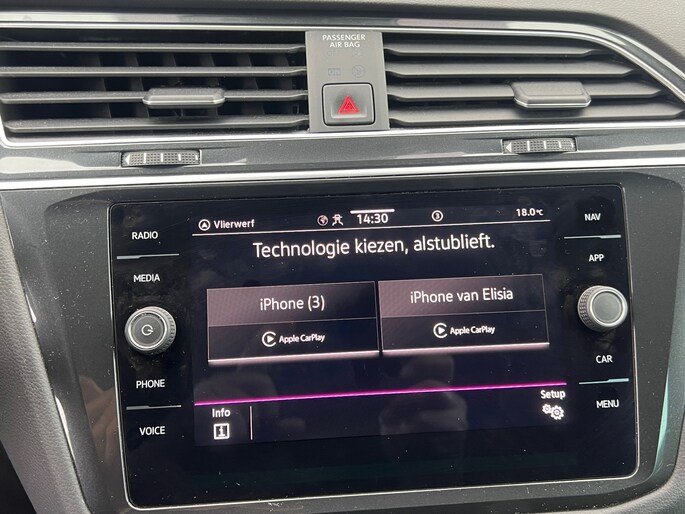 PASSENGER
AIR BAG
RADIO
MEDIA
PHONE
VOICE
Vlierwerf
14:30
3
18.0°C
Technologie kiezen, alstublieft.
iPhone (3)
Apple CarPlay
iPhone van Elisia
Apple CarPlay
Info
Setup
NAV
APP
CAR
MENU